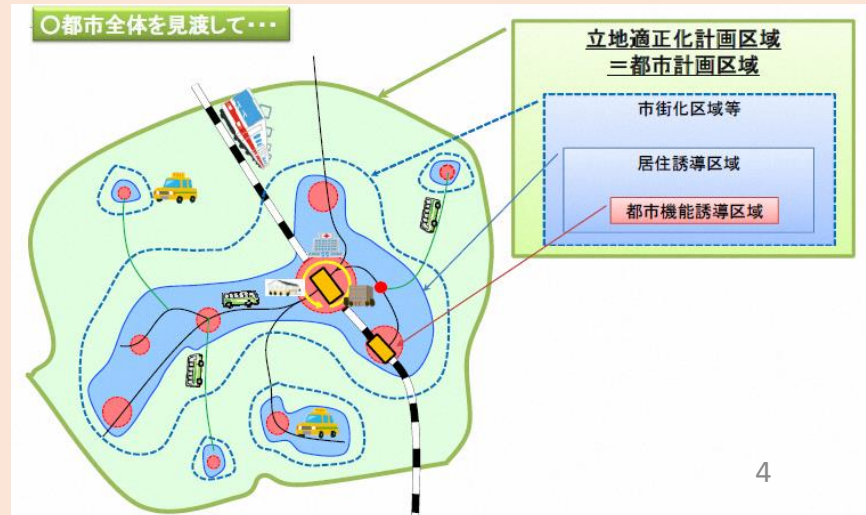 〇都市全体を見渡して・・・
立地適正化計画区域
＝都市計画区域
市街化区域等
居住誘導区域
都市機能誘導区域
4